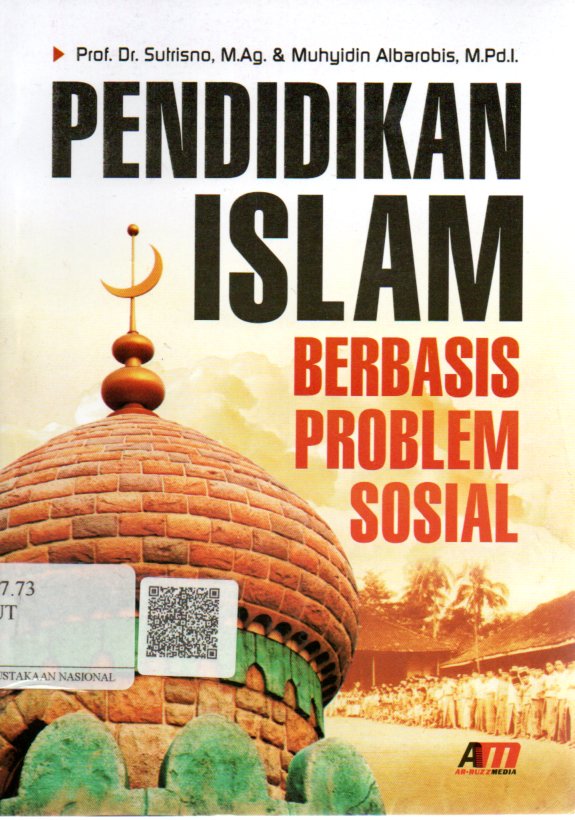 Prof. Dr. Sutrisno, M.Ag. & Muhyidin Albarobis, M.Pd.I.
PENDIDIKAN
ISLAM
BERBASIS
PROBLEM
SOSIAL
7.73
UT
USTAKAAN NASIONAL
AM
AR-RUZZ MEDIA